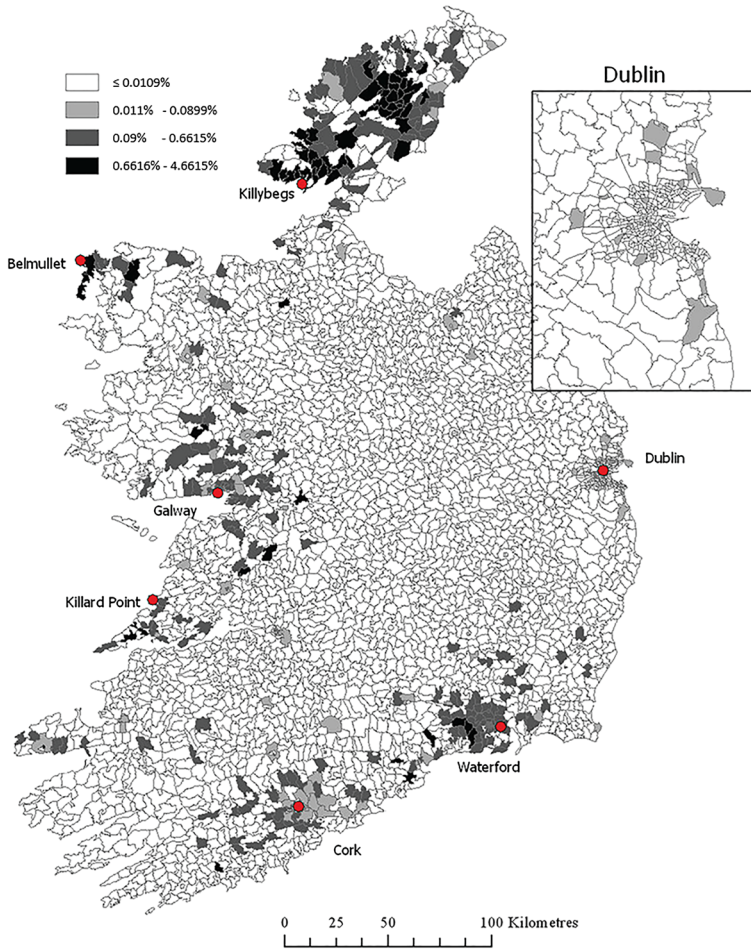 Dublin
≤ 0.0109%
0.011% - 0.0899%
0.09% - 0.6615%
0.6616% - 4.6615%
Killybegs
Belmullet
Dublin
Galway
Killard Point
Waterford
Cork
0 25 50 100 Kilometres